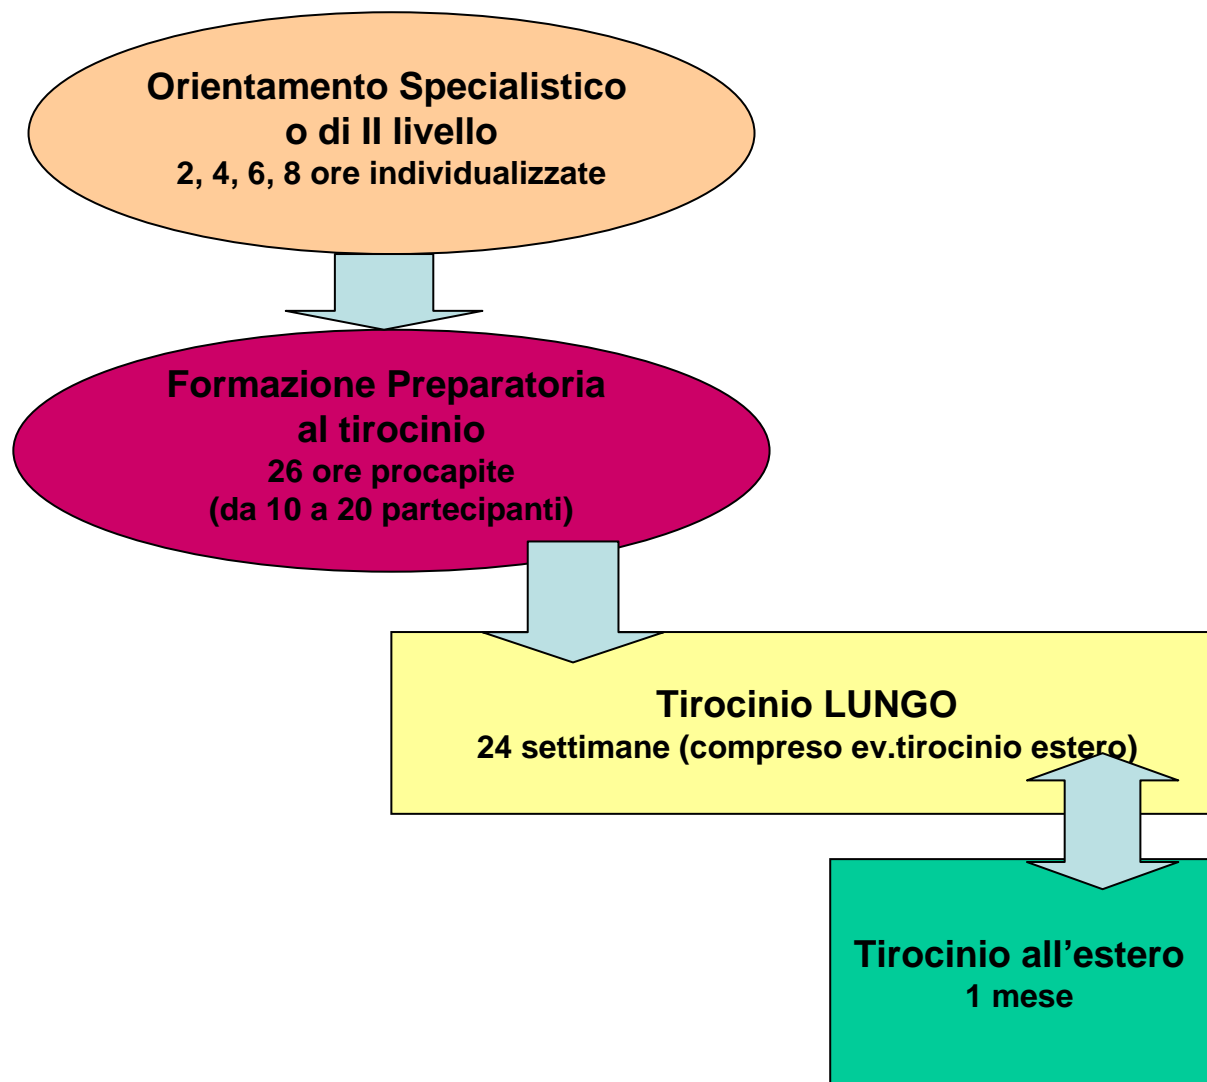 Orientamento Specialistico
o di II livello
2, 4, 6, 8 ore individualizzate
Formazione Preparatoria
al tirocinio
26 ore procapite
(da 10 a 20 partecipanti)
Tirocinio LUNGO
24 settimane (compreso ev.tirocinio estero)
Tirocinio all’estero
1 mese